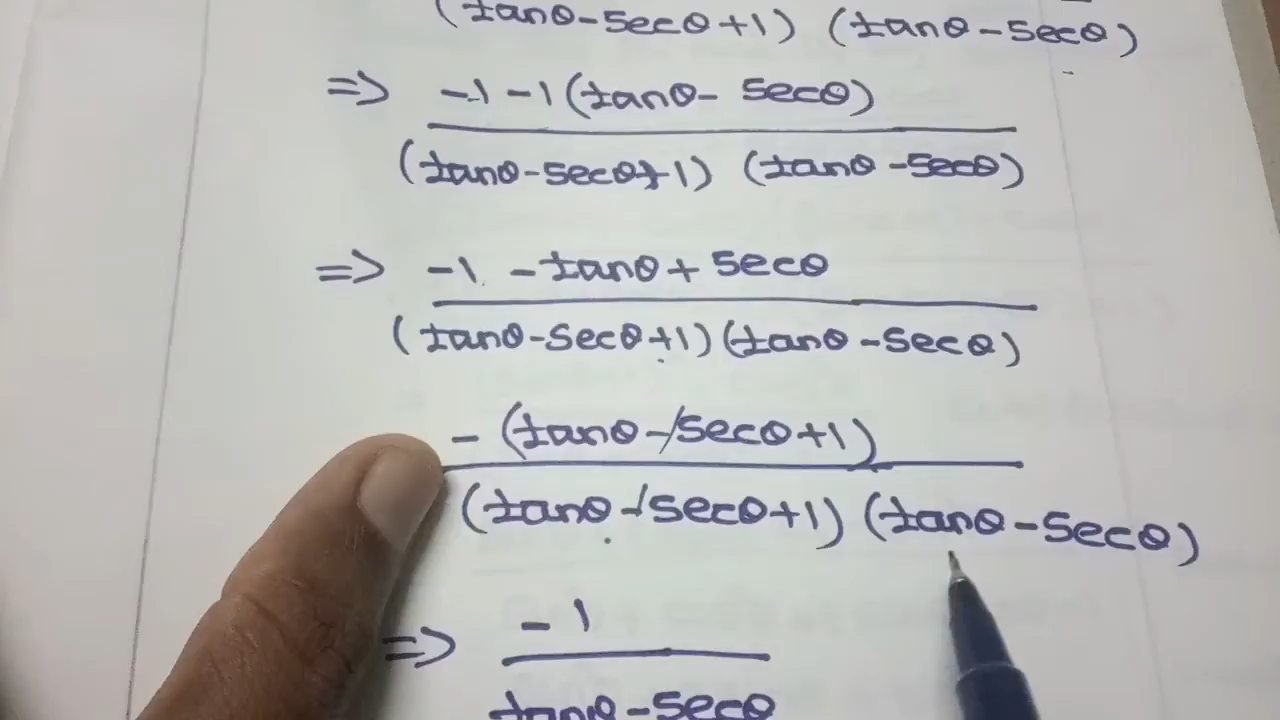 (tanθ-secθ+1) (tanθ-secθ)
=> -1 -1(tanθ- secθ)
(tanθ-secθ+1) (tanθ-secθ)
=> -1 -tanθ+ secθ
(tanθ-secθ+1)(tanθ-secθ)
- (tanθ-secθ+1)
(tanθ-secθ+1) (tanθ-secθ)
=> -1
tanθ-secθ